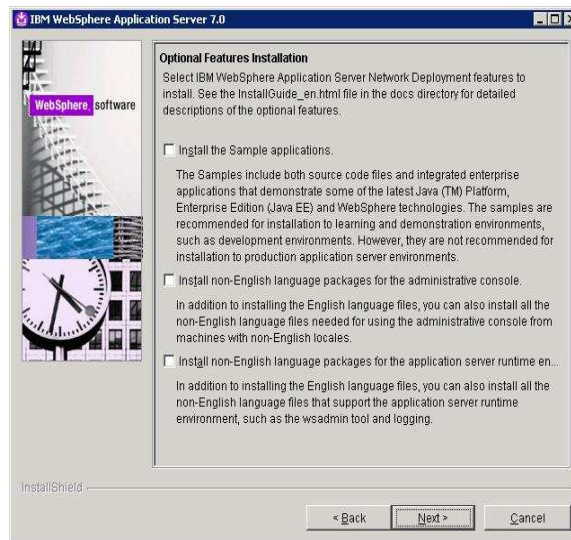 IBM WebSphere Application Server 7.0
WebSphere. software
Optional Features Installation
Select IBM WebSphere Application Server Network Deployment features to
install. See the InstallGuide_en.html file in the docs directory for detailed
descriptions of the optional features.
Install the Sample applications.
The Samples include both source code files and integrated enterprise
applications that demonstrate some of the latest Java (TM) Platform,
Enterprise Edition (Java EE) and WebSphere technologies. The samples are
recommended for installation to learning and demonstration environments,
such as development environments. However, they are not recommended for
installation to production application server environments.
Install non-English language packages for the administrative console.
In addition to installing the English language files, you can also install all the
non-English language files needed for using the administrative console from
machines with non-English locales.
Install non-English language packages for the application server runtime en...
In addition to installing the English language files, you can also install all the
non-English language files that support the application server runtime
environment, such as the wsadmin tool and logging.
InstallShield
< Back
Next >
Cancel